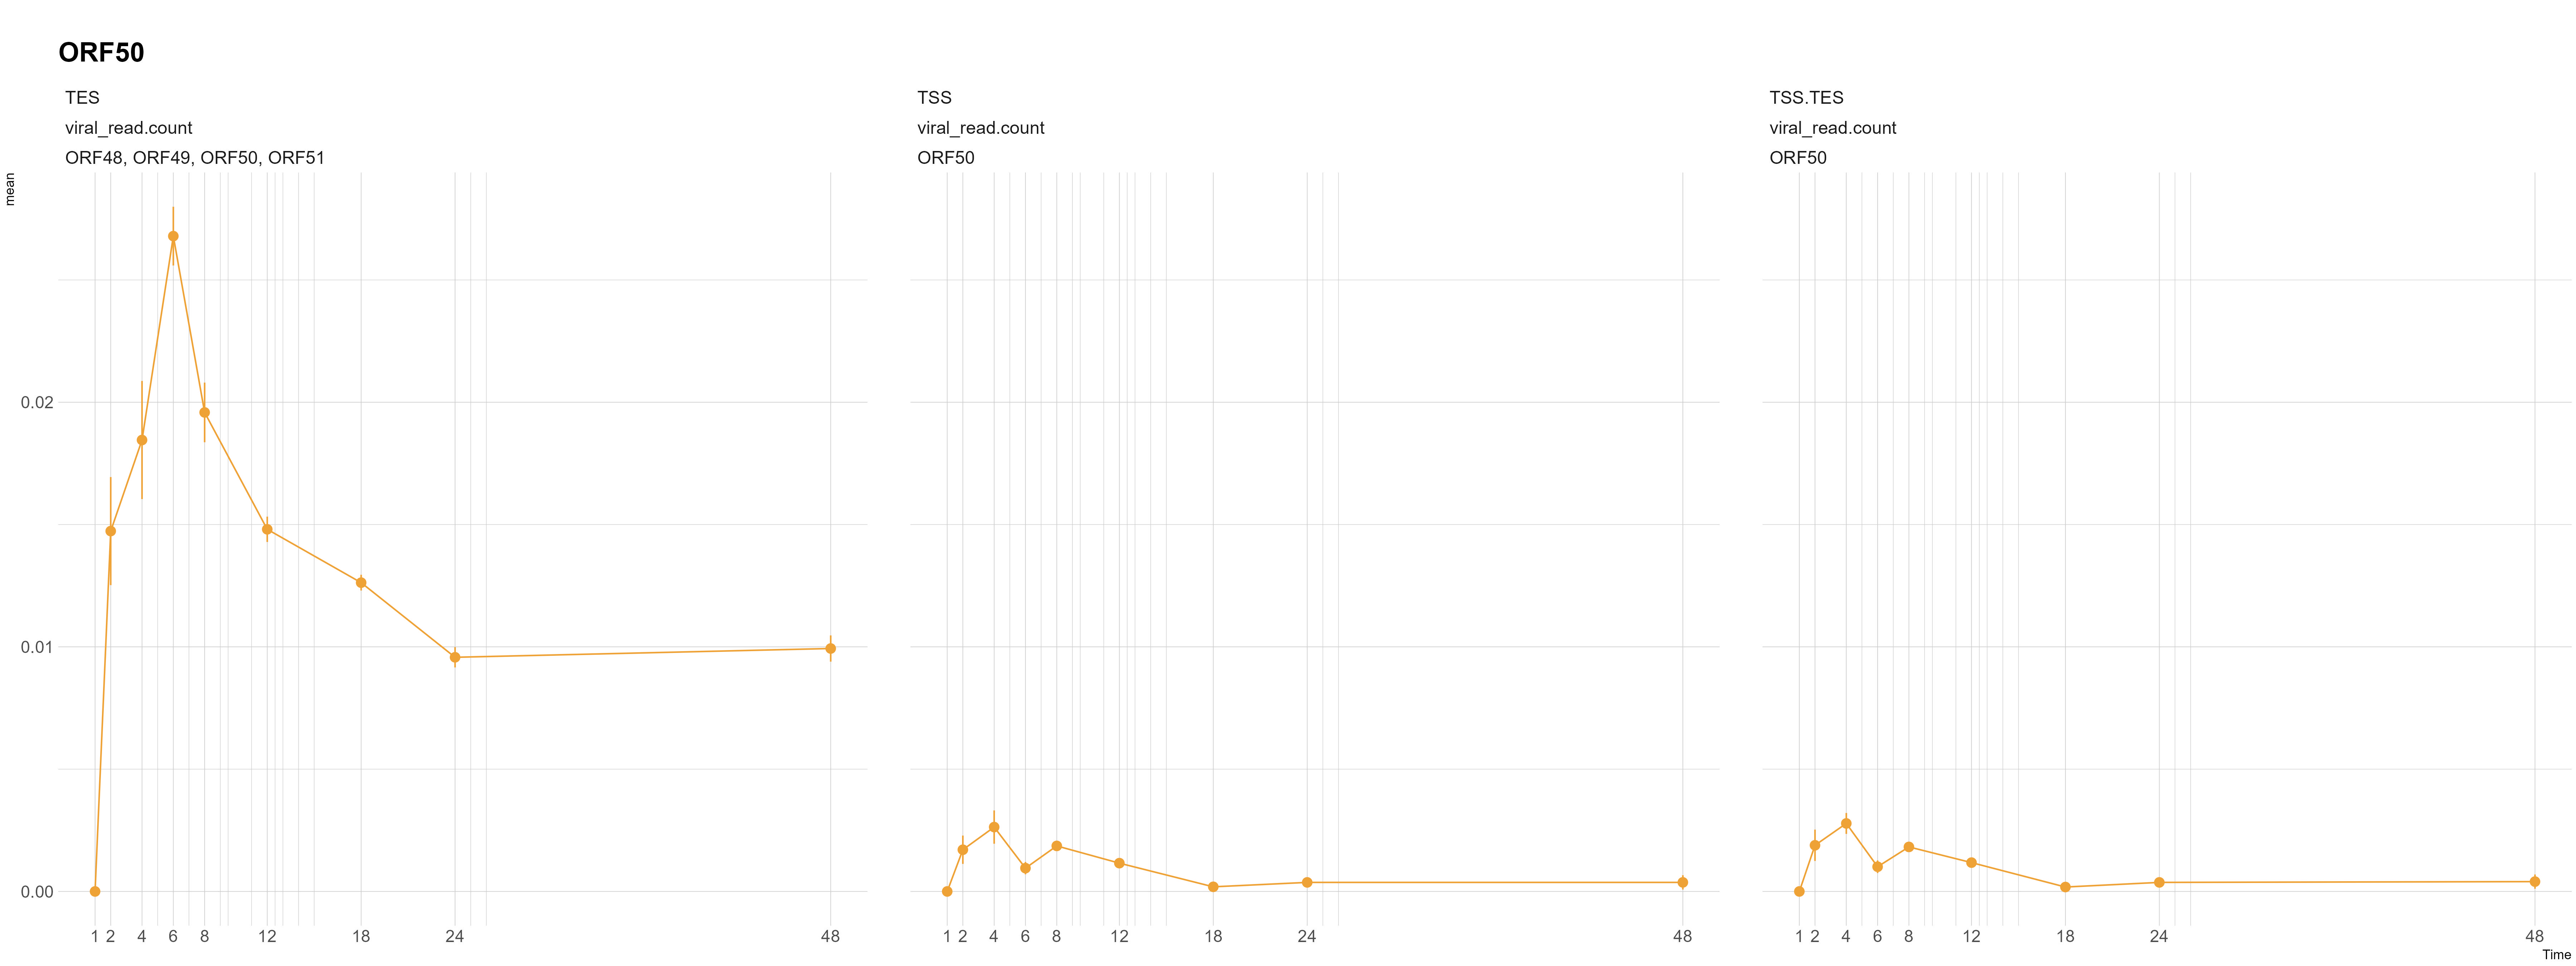 ORF50
TES
viral_read.count
ORF48, ORF49, ORF50, ORF51
TSS
viral_read.count
ORF50
TSS.TES
viral_read.count
ORF50
mean
0.02
0.01
0.00
1 2 4 6 8 12 18 24 48
1 2 4 6 8 12 18 24 48
1 2 4 6 8 12 18 24 48
Time